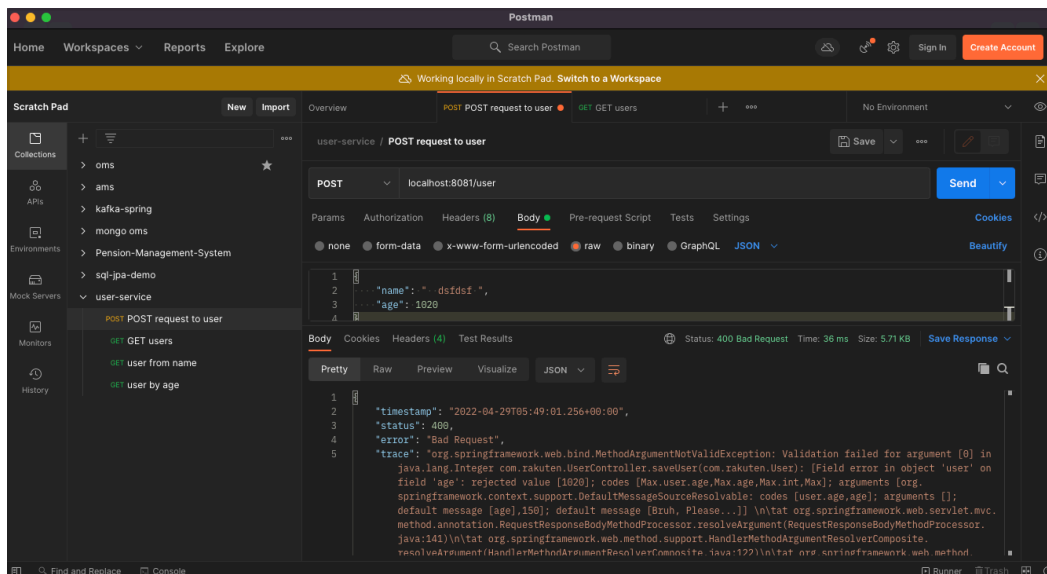 Postman
Home Workspaces Reports Explore Search Postman Sign In Create Account
Working locally in Scratch Pad. Switch to a Workspace
Scratch Pad New Import Overview POST POST request to user GET GET users No Environment
Collections
APIs
Environments
Mock Servers
Monitors
History
oms
ams
kafka-spring
mongo oms
Pension-Management-System
sql-jpa-demo
user-service
POST POST request to user
GET GET users
GET user from name
GET user by age
user-service / POST request to user Save
POST localhost:8081/user Send
Params Authorization Headers (8) Body Pre-request Script Tests Settings Cookies
none form-data x-www-form-urlencoded raw binary GraphQL JSON Beautify
1 {
2 "name": " dsfdsf ",
3 "age": 1020
4 }
Body Cookies Headers (4) Test Results Status: 400 Bad Request Time: 36 ms Size: 5.71 KB Save Response
Pretty Raw Preview Visualize JSON
1 {
2 "timestamp": "2022-04-29T05:49:01.256+00:00",
3 "status": 400,
4 "error": "Bad Request",
5 "trace": "org.springframework.web.bind.MethodArgumentNotValidException: Validation failed for argument [0] in
java.lang.Integer com.rakuten.UserController.saveUser(com.rakuten.User): [Field error in object 'user' on
field 'age': rejected value [1020]; codes [Max.user.age,Max.age,Max.int,Max]; arguments [org.
springframework.context.support.DefaultMessageSourceResolvable: codes [user.age,age]; arguments [];
default message [age],150]; default message [Bruh, Please...]] \n\tat org.springframework.web.servlet.mvc.
method.annotation.RequestResponseBodyMethodProcessor.resolveArgument(RequestResponseBodyMethodProcessor.
java:141)\n\tat org.springframework.web.method.support.HandlerMethodArgumentResolverComposite.
resolveArgument(HandlerMethodArgumentResolverComposite.java:122)\n\tat org.springframework.web.method.
Find and Replace Console Runner Trash